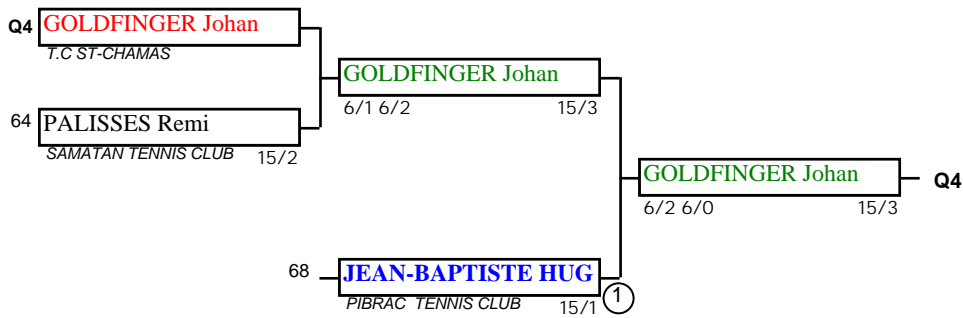 Q4 GOLDFINGER Johan
T.C ST-CHAMAS
GOLDFINGER Johan
6/1 6/2 15/3
64 PALISSES Remi
SAMATAN TENNIS CLUB 15/2
GOLDFINGER Johan Q4
6/2 6/0 15/3
68 JEAN-BAPTISTE HUG
PIBRAC TENNIS CLUB 15/1 1